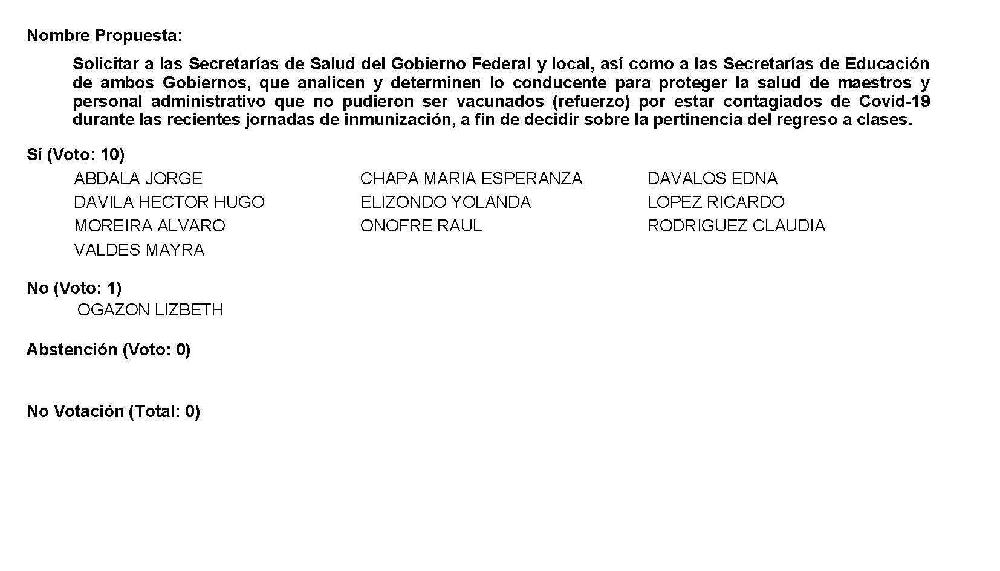 Nombre Propuesta:
Solicitar a las Secretarías de Salud del Gobierno Federal y local, así como a las Secretarías de Educación
de ambos Gobiernos, que analicen y determinen lo conducente para proteger la salud de maestros y
personal administrativo que no pudieron ser vacunados (refuerzo) por estar contagiados de Covid-19
durante las recientes jornadas de inmunización, a fin de decidir sobre la pertinencia del regreso a clases.
Sí (Voto: 10)
ABDALA JORGE CHAPA MARIA ESPERANZA DAVALOS EDNA
DAVILA HECTOR HUGO ELIZONDO YOLANDA LOPEZ RICARDO
MOREIRA ALVARO ONOFRE RAUL RODRIGUEZ CLAUDIA
VALDES MAYRA
No (Voto: 1)
OGAZON LIZBETH
Abstención (Voto: 0)
No Votación (Total: 0)